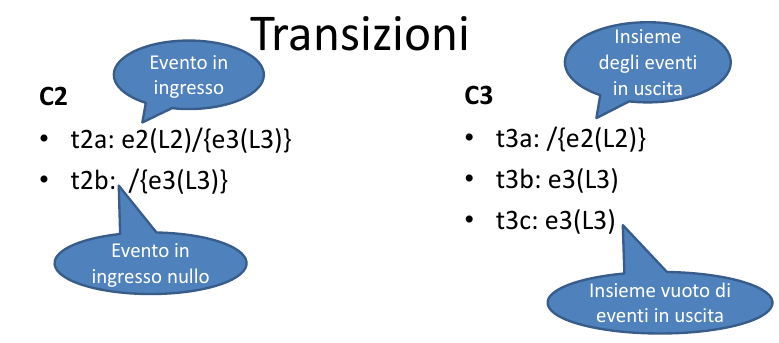 Transizioni
Evento in
ingresso
C2
• t2a: e2(L2)/{e3(L3)}
• t2b: /{e3(L3)}
Evento in
ingresso nullo
Insieme
degli eventi
in uscita
C3
• t3a: /{e2(L2)}
• t3b: e3(L3)
• t3c: e3(L3)
Insieme vuoto di
eventi in uscita